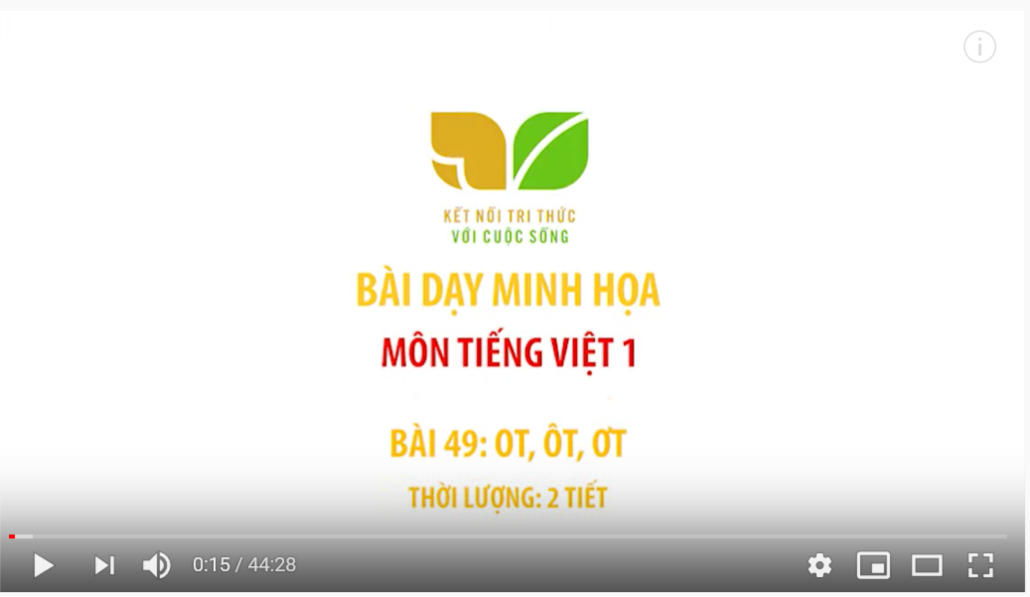 KẾT NỐI TRI THỨC
VỚI CUỘC SỐNG
BÀI DẠY MINH HỌA
MÔN TIẾNG VIỆT 1
BÀI 49: OT, ÔT, ƠT
THỜI LƯỢNG: 2 TIẾT
0:15 / 44:28